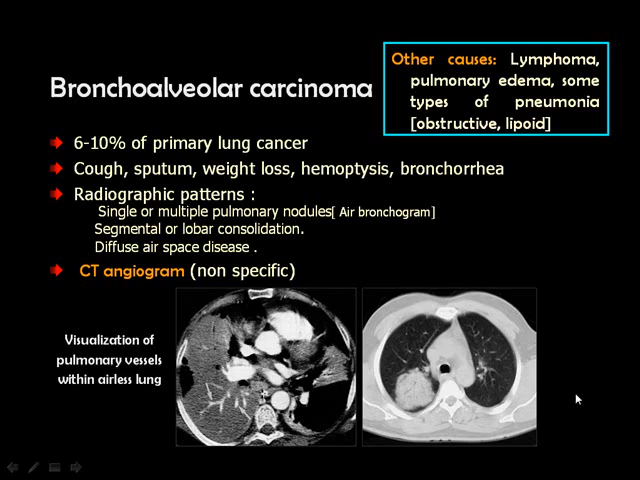 Bronchoalveolar carcinoma
Other causes: Lymphoma,
pulmonary edema, some
types of pneumonia
[obstructive, lipoid]
6-10% of primary lung cancer
Cough, sputum, weight loss, hemoptysis, bronchorrhea
Radiographic patterns :
Single or multiple pulmonary nodules[ Air bronchogram]
Segmental or lobar consolidation.
Diffuse air space disease .
CT angiogram (non specific)
Visualization of
pulmonary vessels
within airless lung